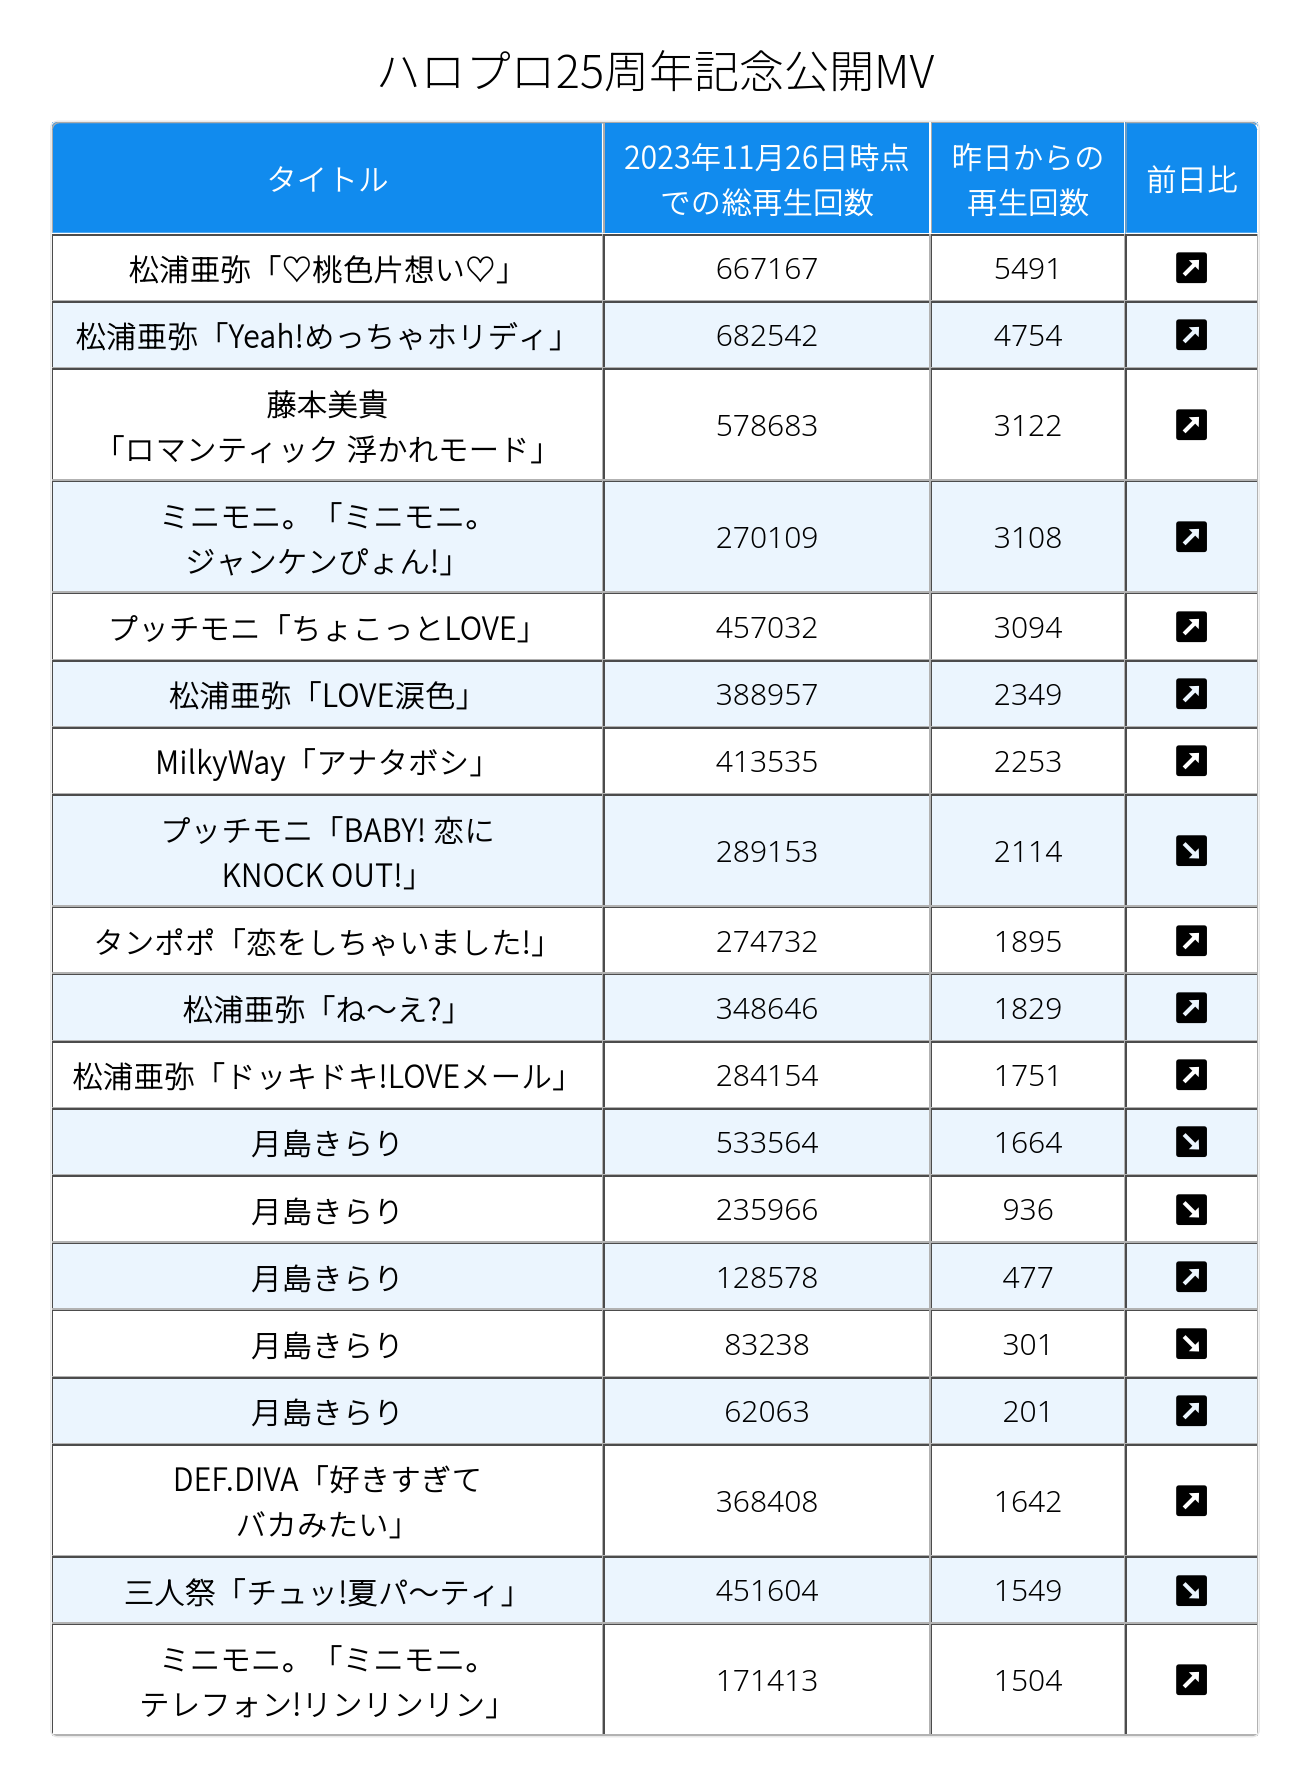 ハロプロ25周年記念公開MV
タイトル
2023年11月26日時点
での総再生回数
昨日からの
再生回数
前日比
松浦亜弥「♡桃色片想い♡」 667167 5491 ↗
松浦亜弥「Yeah!めっちゃホリディ」 682542 4754 ↗
藤本美貴
「ロマンティック 浮かれモード」 578683 3122 ↗
ミニモニ。「ミニモニ。
ジャンケンぴょん!」 270109 3108 ↗
プッチモニ「ちょこっとLOVE」 457032 3094 ↗
松浦亜弥「LOVE涙色」 388957 2349 ↗
MilkyWay「アナタボシ」 413535 2253 ↗
プッチモニ「BABY! 恋に
KNOCK OUT!」 289153 2114 ↘
タンポポ「恋をしちゃいました!」 274732 1895 ↗
松浦亜弥「ね〜え?」 348646 1829 ↗
松浦亜弥「ドッキドキ!LOVEメール」 284154 1751 ↗
月島きらり 533564 1664 ↘
月島きらり 235966 936 ↘
月島きらり 128578 477 ↗
月島きらり 83238 301 ↘
月島きらり 62063 201 ↗
DEF.DIVA「好きすぎて
バカみたい」 368408 1642 ↗
三人祭「チュッ!夏パ〜ティ」 451604 1549 ↘
ミニモニ。「ミニモニ。
テレフォン!リンリンリン」 171413 1504 ↗